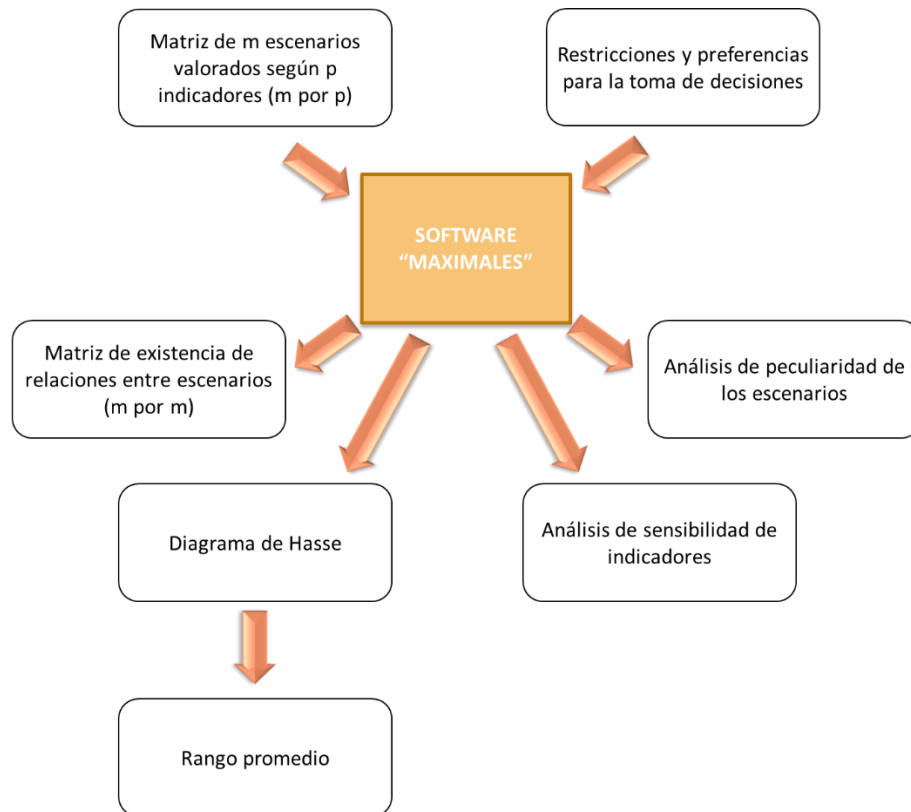 Matriz de m escenarios
valorados según p
indicadores (m por p)
Restricciones y preferencias
para la toma de decisiones
SOFTWARE
“MAXIMALES”
Matriz de existencia de
relaciones entre escenarios
(m por m)
Análisis de peculiaridad de
los escenarios
Diagrama de Hasse
Análisis de sensibilidad de
indicadores
Rango promedio